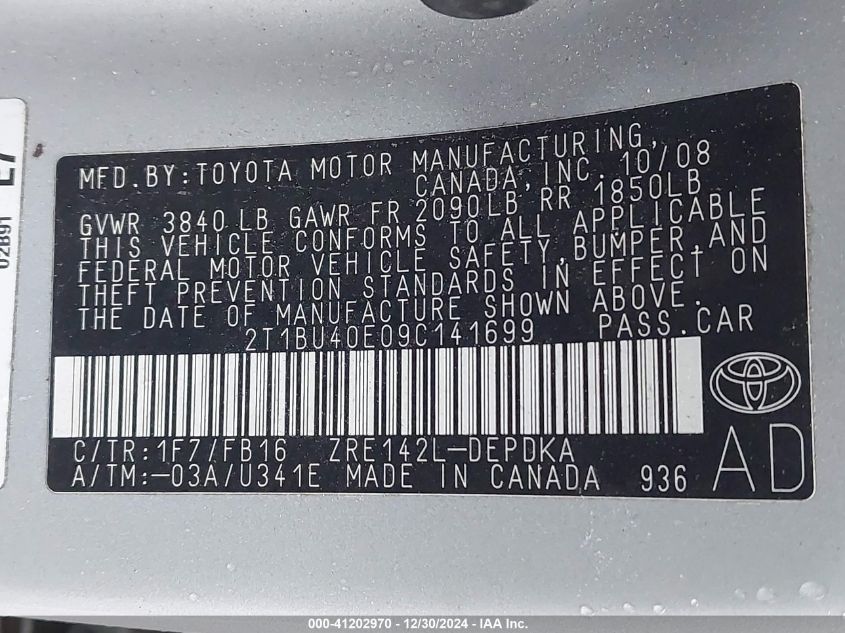 MFD. BY: TOYOTA MOTOR MANUFACTURING,
CANADA, INC. 10/08
GVWR 3840 LB GAWR FR 2090LB RR 1850LB
THIS VEHICLE CONFORMS TO ALL APPLICABLE
FEDERAL MOTOR VEHICLE SAFETY, BUMPER, AND
THEFT PREVENTION STANDARDS IN EFFECT ON
THE DATE OF MANUFACTURE SHOWN ABOVE.
2T1BU40E09C141699 PASS. CAR
C/TR: 1F7/FB16 ZRE142L-DEPDKA
A/TM: -03A/U341E MADE IN CANADA 936
AD
02B91
000-41202970 - 12/30/2024 - IAA Inc.